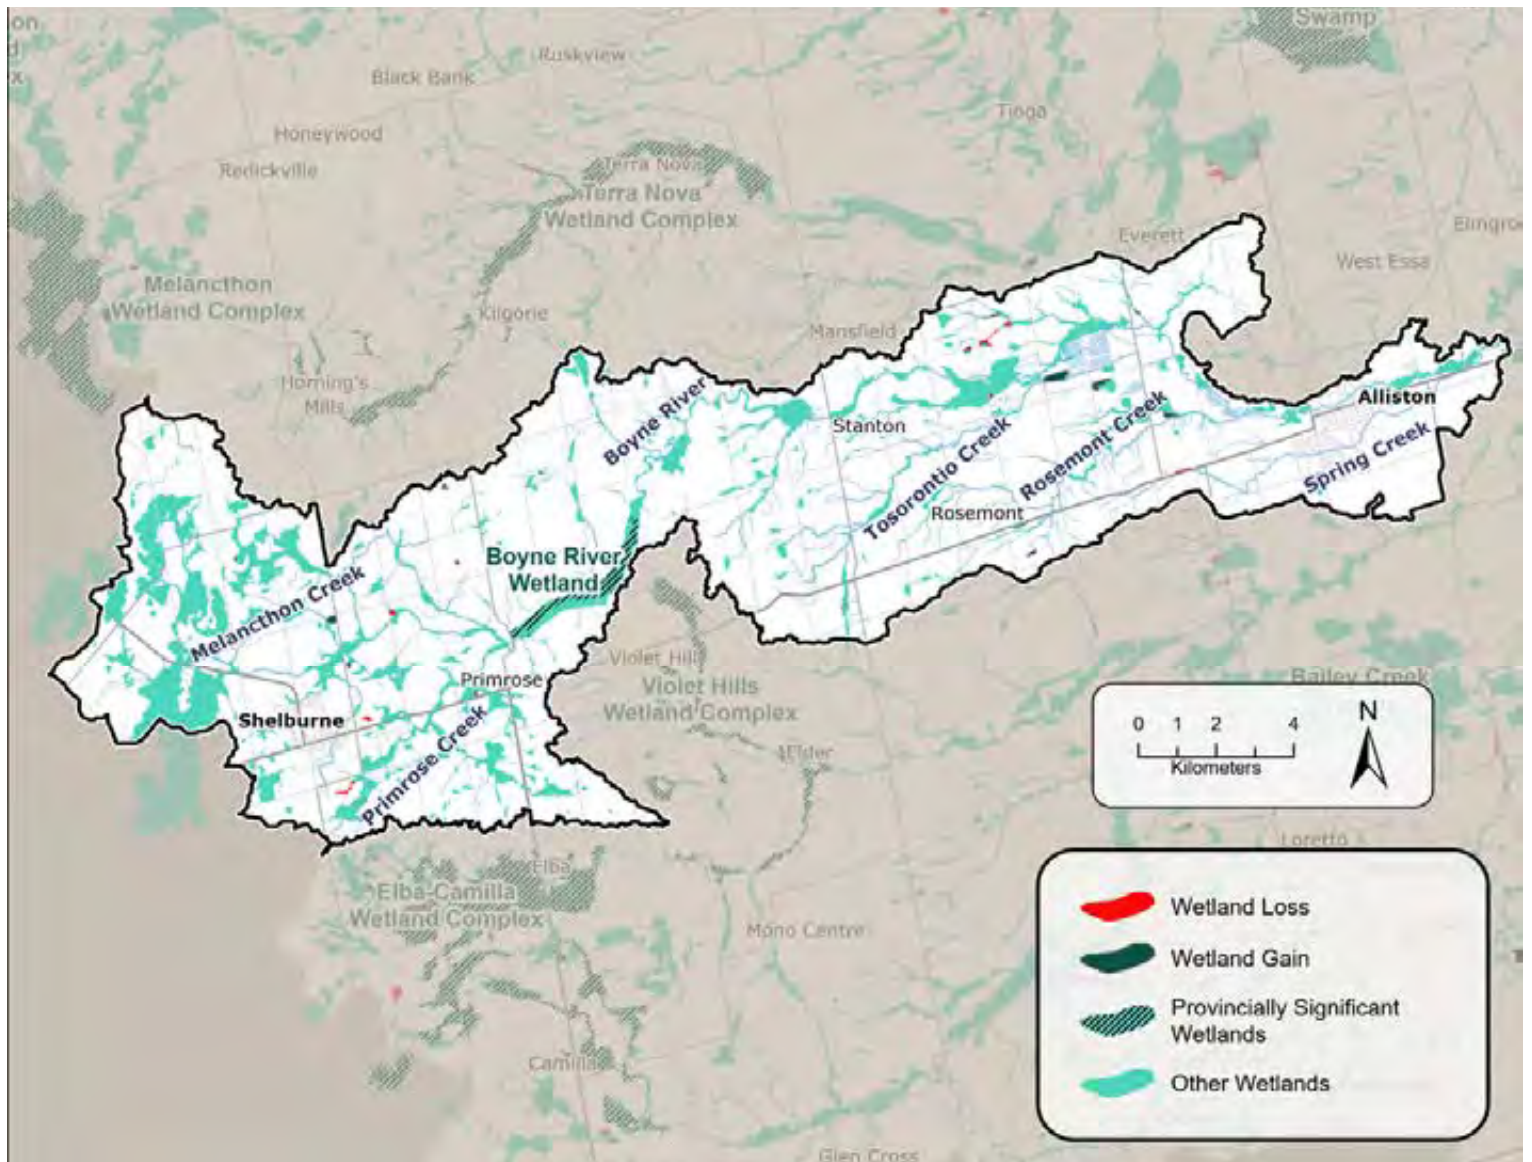 on
d
ex
Swamp
Ruskview
Black Bank
Tioga
Honeywood
Redickville
Terra Nova
Terra Nova
Wetland Complex
Everett
Elmgro
West Essa
Melancthon
Wetland Complex
Kilgorie
Mansfield
Horning's
Mills
Boyne River
Stanton
Alliston
Tosorontio Creek
Rosemont Creek
Spring Creek
Rosemont
Boyne River
Wetland
Melancthon Creek
Violet Hill
Primrose
Violet Hills
Wetland Complex
Bailey Creek
Shelburne
Primrose Creek
Elder
0 1 2 4
Kilometers
N
Loretto
Elba
Elba-Camilla
Wetland Complex
Mono Centre
Camilla
Glen Cross
Wetland Loss
Wetland Gain
Provincially Significant
Wetlands
Other Wetlands